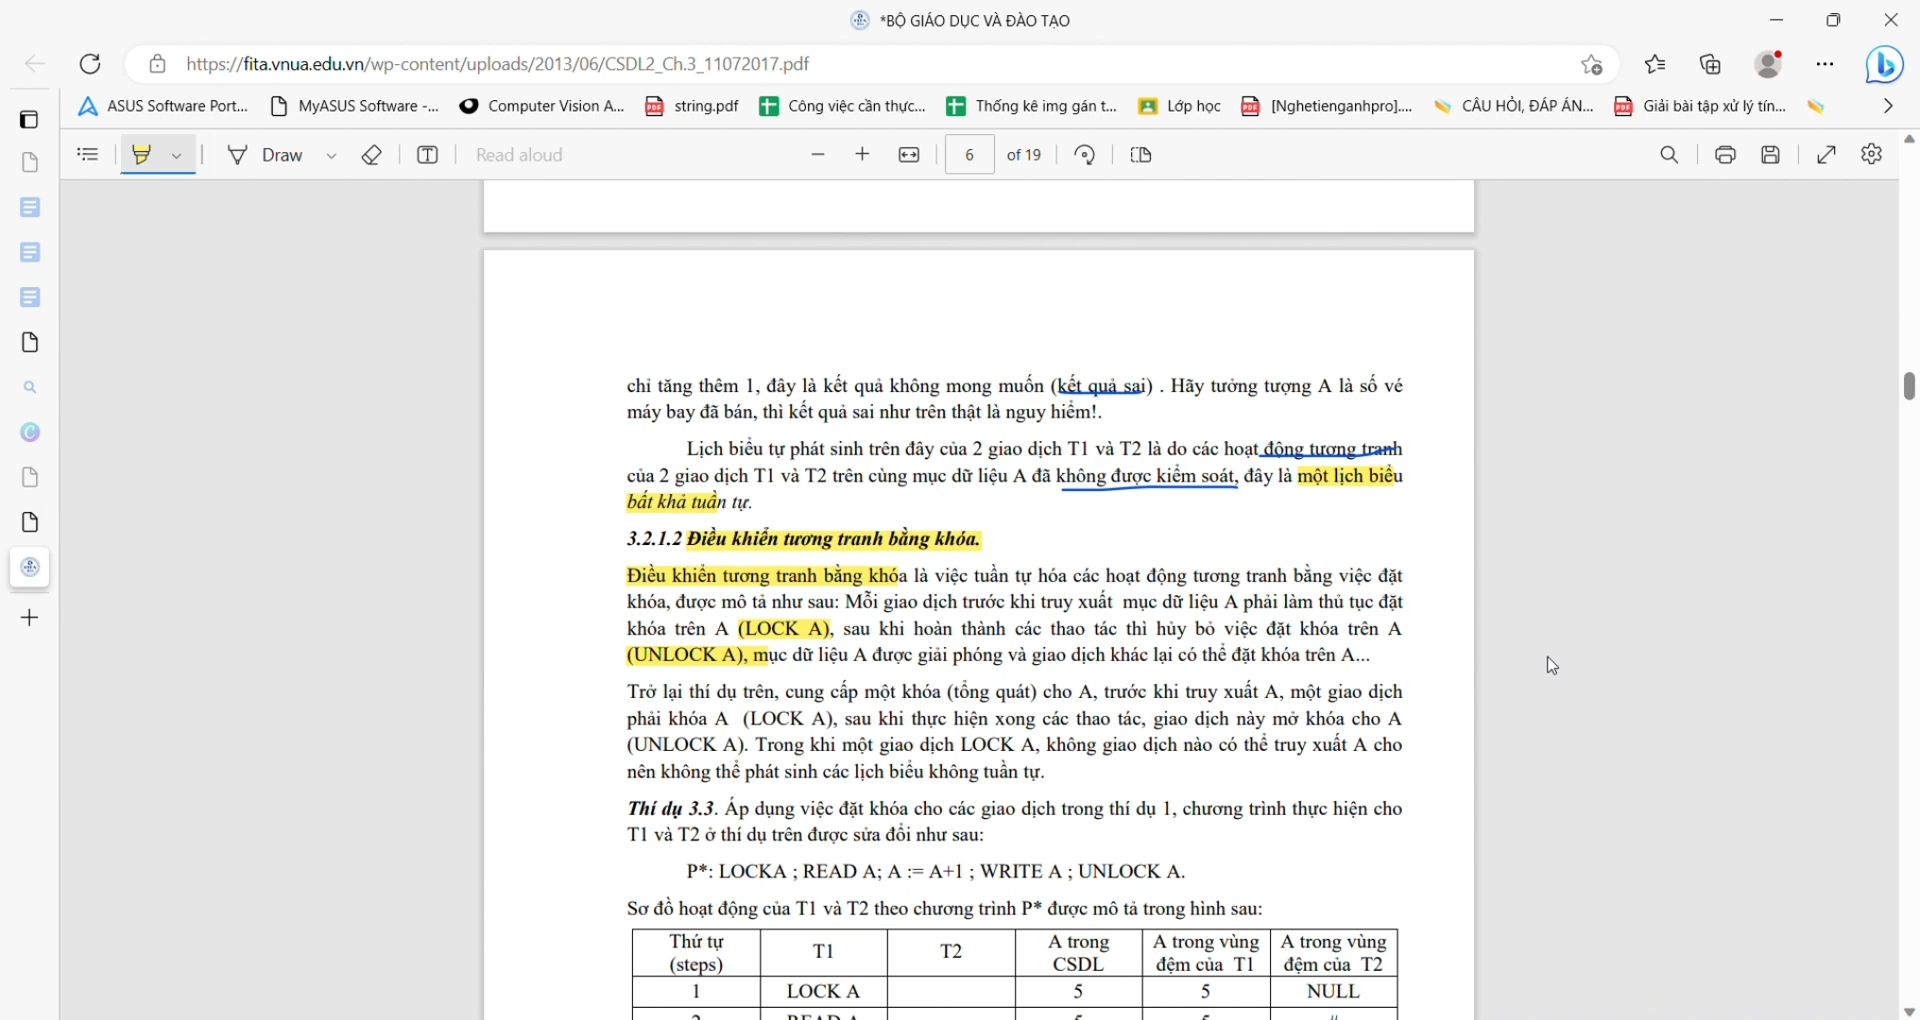 *BỘ GIÁO DỤC VÀ ĐÀO TẠO
https://fita.vnua.edu.vn/wp-content/uploads/2013/06/CSDL2_Ch.3_11072017.pdf
ASUS Software Port... MyASUS Software -... Computer Vision A... string.pdf Công việc cần thực... Thống kê img gán t... Lớp học [Nghetienganhpro].... CÂU HỎI, ĐÁP ÁN... Giải bài tập xử lý tín...
Draw Read aloud 6 of 19
chỉ tăng thêm 1, đây là kết quả không mong muốn (kết quả sai) . Hãy tưởng tượng A là số vé
máy bay đã bán, thì kết quả sai như trên thật là nguy hiểm!.
Lịch biểu tự phát sinh trên đây của 2 giao dịch T1 và T2 là do các hoạt động tương tranh
của 2 giao dịch T1 và T2 trên cùng mục dữ liệu A đã không được kiểm soát, đây là một lịch biểu
bất khả tuần tự.
3.2.1.2 Điều khiển tương tranh bằng khóa.
Điều khiển tương tranh bằng khóa là việc tuần tự hóa các hoạt động tương tranh bằng việc đặt
khóa, được mô tả như sau: Mỗi giao dịch trước khi truy xuất mục dữ liệu A phải làm thủ tục đặt
khóa trên A (LOCK A), sau khi hoàn thành các thao tác thì hủy bỏ việc đặt khóa trên A
(UNLOCK A), mục dữ liệu A được giải phóng và giao dịch khác lại có thể đặt khóa trên A...
Trở lại thí dụ trên, cung cấp một khóa (tổng quát) cho A, trước khi truy xuất A, một giao dịch
phải khóa A (LOCK A), sau khi thực hiện xong các thao tác, giao dịch này mở khóa cho A
(UNLOCK A). Trong khi một giao dịch LOCK A, không giao dịch nào có thể truy xuất A cho
nên không thể phát sinh các lịch biểu không tuần tự.
Thí dụ 3.3. Áp dụng việc đặt khóa cho các giao dịch trong thí dụ 1, chương trình thực hiện cho
T1 và T2 ở thí dụ trên được sửa đổi như sau:
P*: LOCKA ; READ A; A := A+1 ; WRITE A ; UNLOCK A.
Sơ đồ hoạt động của T1 và T2 theo chương trình P* được mô tả trong hình sau:
Thứ tự (steps) T1 T2 A trong CSDL A trong vùng đệm của T1 A trong vùng đệm của T2
1 LOCK A 5 5 NULL